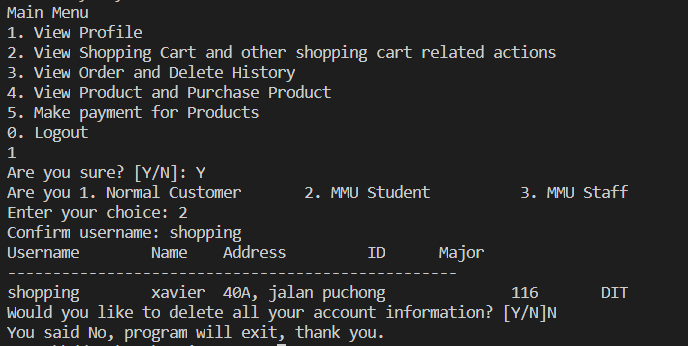 Main Menu
1. View Profile
2. View Shopping Cart and other shopping cart related actions
3. View Order and Delete History
4. View Product and Purchase Product
5. Make payment for Products
0. Logout
1
Are you sure? [Y/N]: Y
Are you 1. Normal Customer 2. MMU Student 3. MMU Staff
Enter your choice: 2
Confirm username: shopping
Username Name Address ID Major
--------------------------------------------------
shopping xavier 40A, jalan puchong 116 DIT
Would you like to delete all your account information? [Y/N]N
You said No, program will exit, thank you.